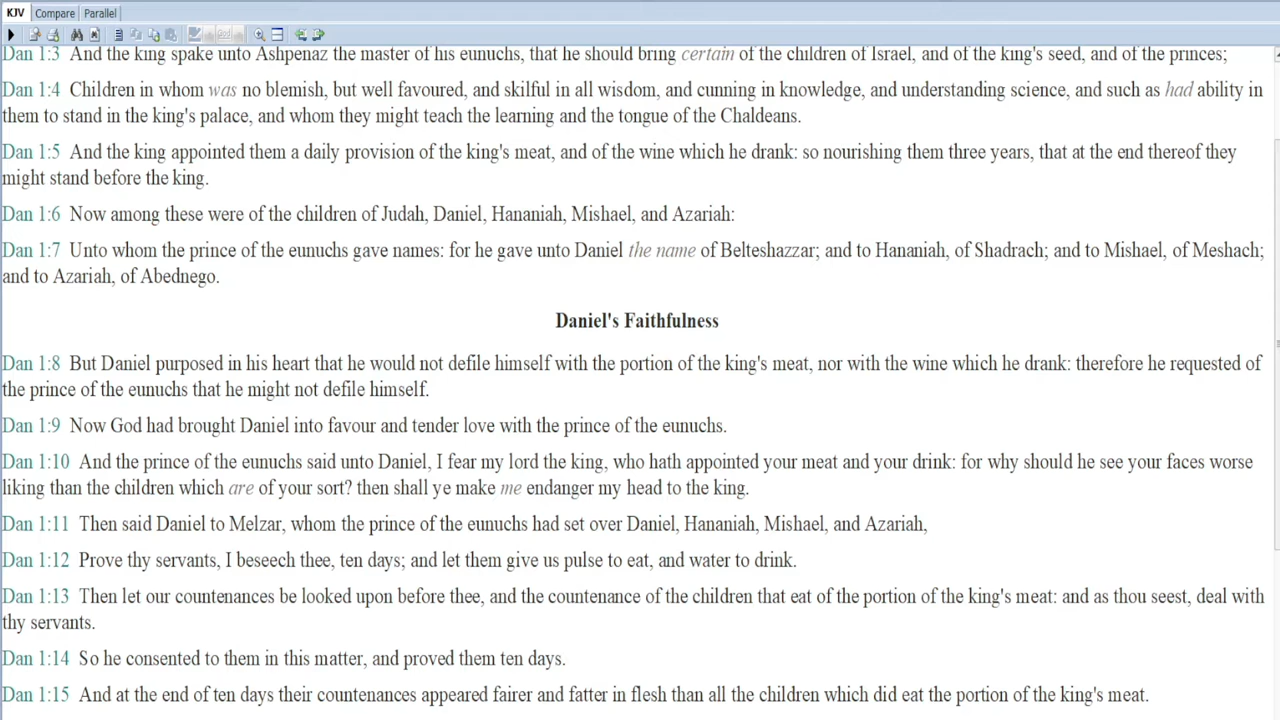 KJV Compare Parallel
Dan 1:3 And the king spake unto Ashpenaz the master of his eunuchs, that he should bring certain of the children of Israel, and of the king's seed, and of the princes;
Dan 1:4 Children in whom was no blemish, but well favoured, and skilful in all wisdom, and cunning in knowledge, and understanding science, and such as had ability in
them to stand in the king's palace, and whom they might teach the learning and the tongue of the Chaldeans.
Dan 1:5 And the king appointed them a daily provision of the king's meat, and of the wine which he drank: so nourishing them three years, that at the end thereof they
might stand before the king.
Dan 1:6 Now among these were of the children of Judah, Daniel, Hananiah, Mishael, and Azariah:
Dan 1:7 Unto whom the prince of the eunuchs gave names: for he gave unto Daniel the name of Belteshazzar; and to Hananiah, of Shadrach; and to Mishael, of Meshach;
and to Azariah, of Abednego.
Daniel's Faithfulness
Dan 1:8 But Daniel purposed in his heart that he would not defile himself with the portion of the king's meat, nor with the wine which he drank: therefore he requested of
the prince of the eunuchs that he might not defile himself.
Dan 1:9 Now God had brought Daniel into favour and tender love with the prince of the eunuchs.
Dan 1:10 And the prince of the eunuchs said unto Daniel, I fear my lord the king, who hath appointed your meat and your drink: for why should he see your faces worse
liking than the children which are of your sort? then shall ye make me endanger my head to the king.
Dan 1:11 Then said Daniel to Melzar, whom the prince of the eunuchs had set over Daniel, Hananiah, Mishael, and Azariah,
Dan 1:12 Prove thy servants, I beseech thee, ten days; and let them give us pulse to eat, and water to drink.
Dan 1:13 Then let our countenances be looked upon before thee, and the countenance of the children that eat of the portion of the king's meat: and as thou seest, deal with
thy servants.
Dan 1:14 So he consented to them in this matter, and proved them ten days.
Dan 1:15 And at the end of ten days their countenances appeared fairer and fatter in flesh than all the children which did eat the portion of the king's meat.